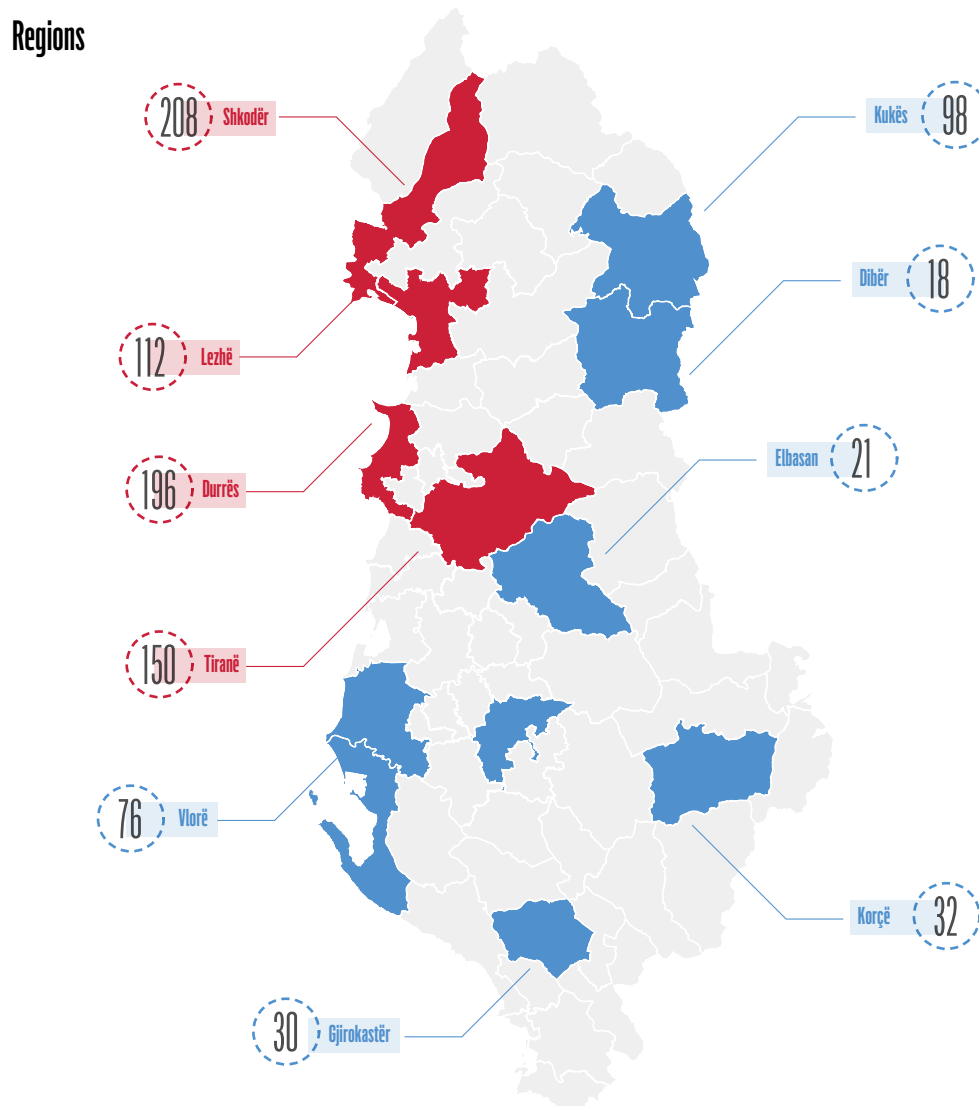 Regions
208 Shkodër
Kukës 98
Dibër 18
112 Lezhë
Elbasan 21
196 Durrës
150 Tiranë
76 Vlorë
Korçë 32
30 Gjirokastër